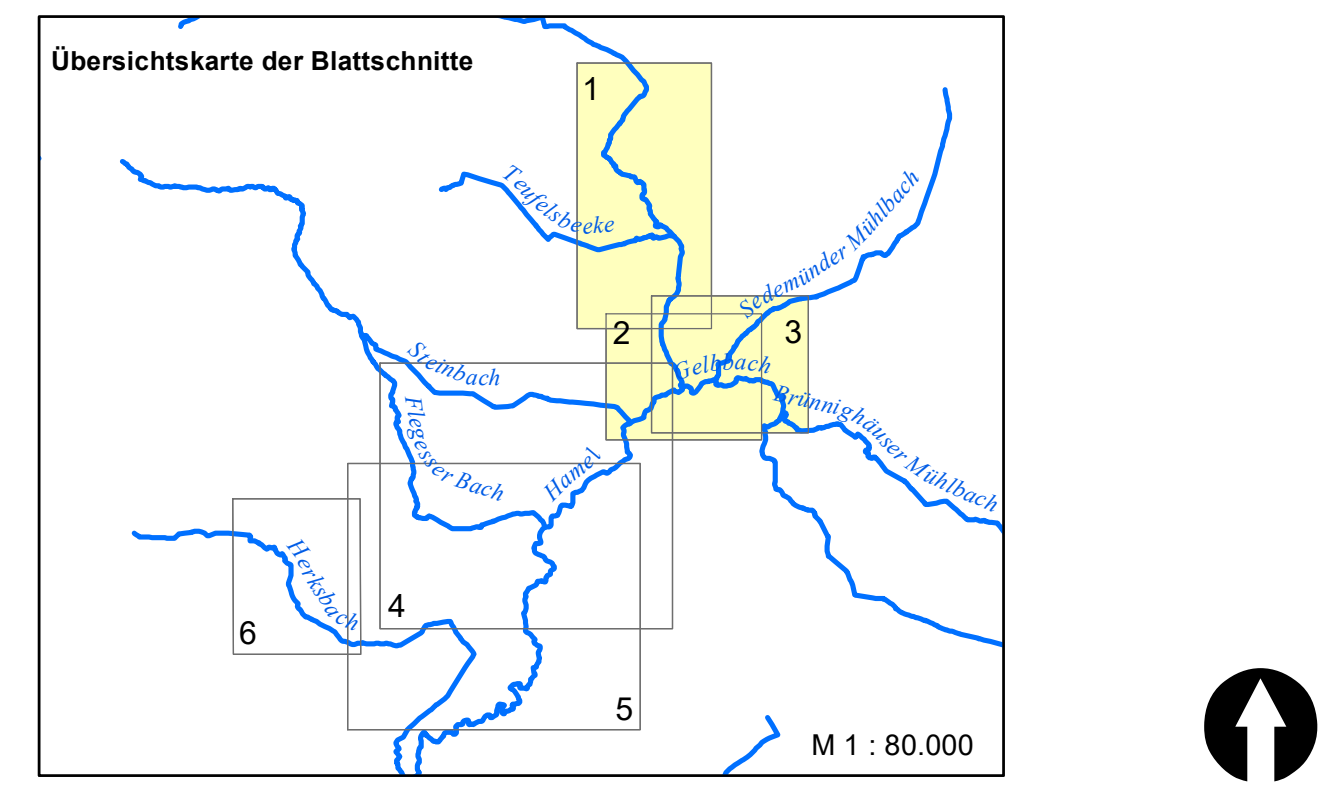 Übersichtskarte der Blattschnitte
1
Teufelsbeeke
Sedemünder Mühlbach
2
3
Gelbbach
Steinbach
Brünnighäuser Mühlbach
Flegesser Bach
Hamel
Herksbach
4
6
5
M 1 : 80.000